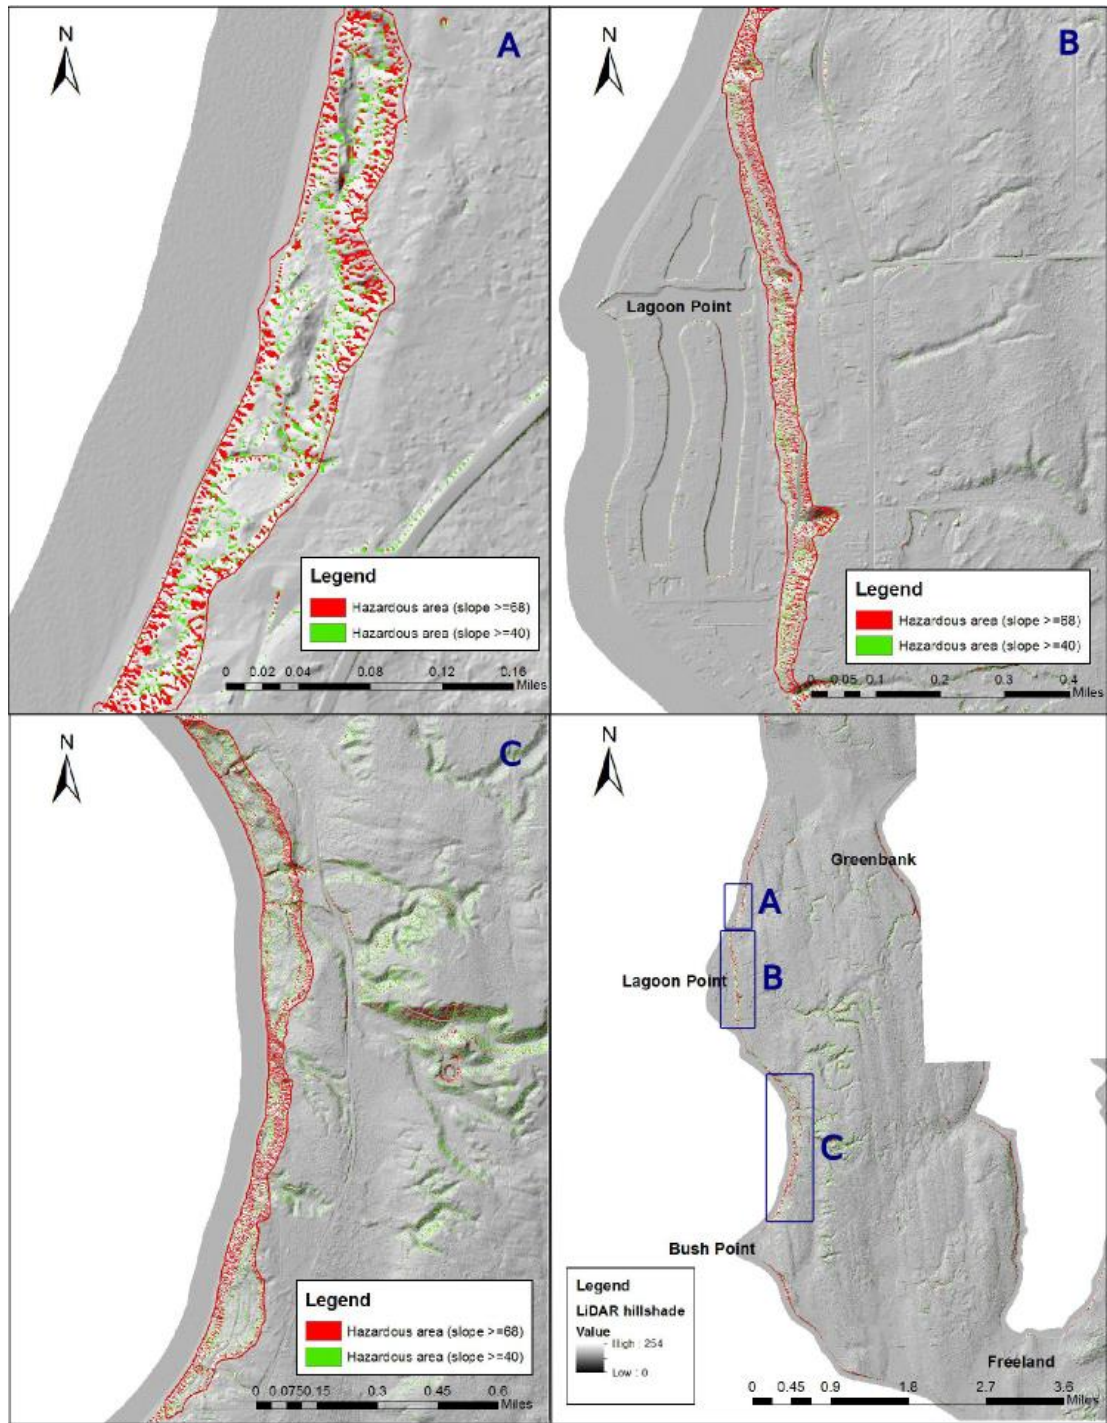 N
A
Legend
Hazardous area (slope >=68)
Hazardous area (slope >=40)
0 0.02 0.04 0.08 0.12 0.16
Miles
N
B
Lagoon Point
Legend
Hazardous area (slope >=68)
Hazardous area (slope >=40)
0 0.05 0.1 0.2 0.3 0.4
Miles
N
C
Legend
Hazardous area (slope >=68)
Hazardous area (slope >=40)
0 0.0750.15 0.3 0.45 0.6
Miles
N
Greenbank
A
Lagoon Point
B
C
Bush Point
Legend
LiDAR hillshade
Value
High : 254
Low : 0
Freeland
0 0.45 0.9 1.8 2.7 3.6
Miles